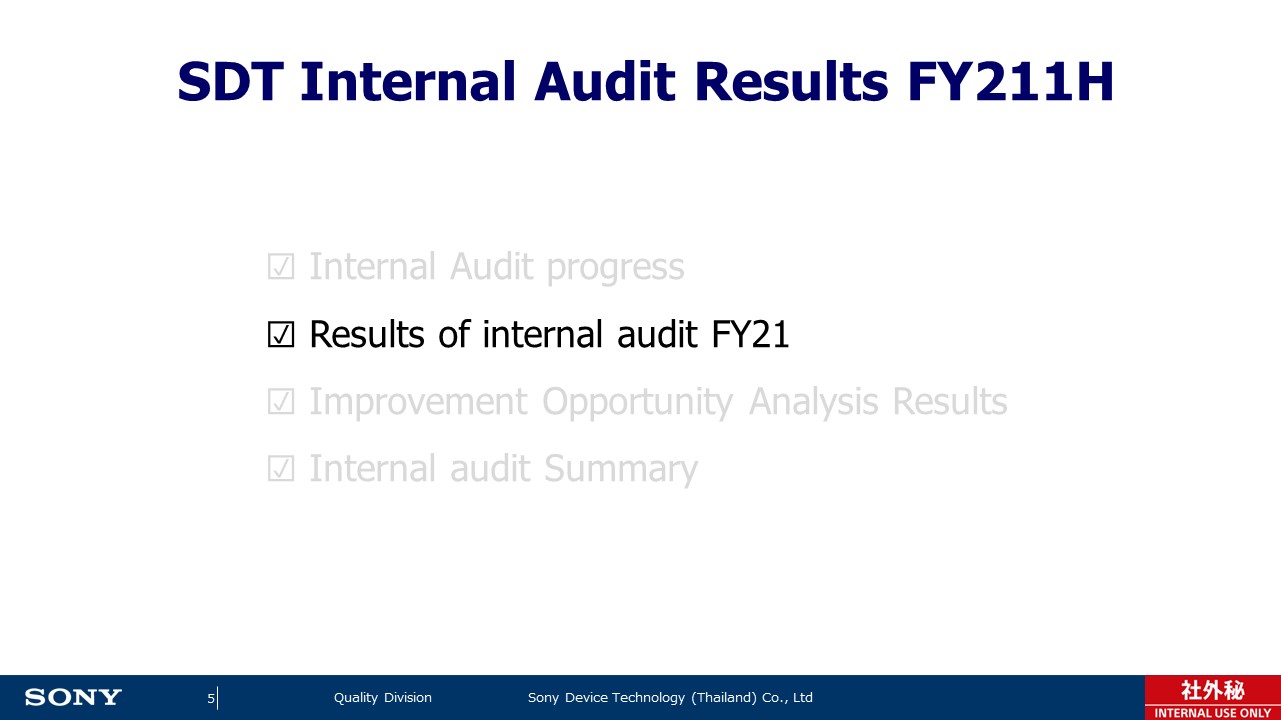 SDT Internal Audit Results FY211H
☑ Internal Audit progress
☑ Results of internal audit FY21
☑ Improvement Opportunity Analysis Results
☑ Internal audit Summary
SONY 5 Quality Division Sony Device Technology (Thailand) Co., Ltd
社外秘
INTERNAL USE ONLY